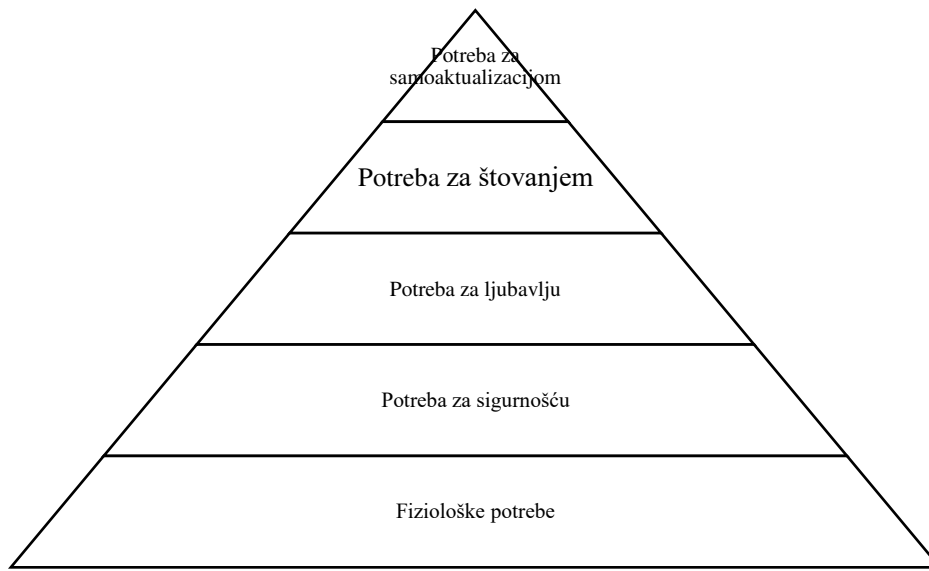 Potreba za
samoaktualizacijom
Potreba za štovanjem
Potreba za ljubavlju
Potreba za sigurnošću
Fiziološke potrebe